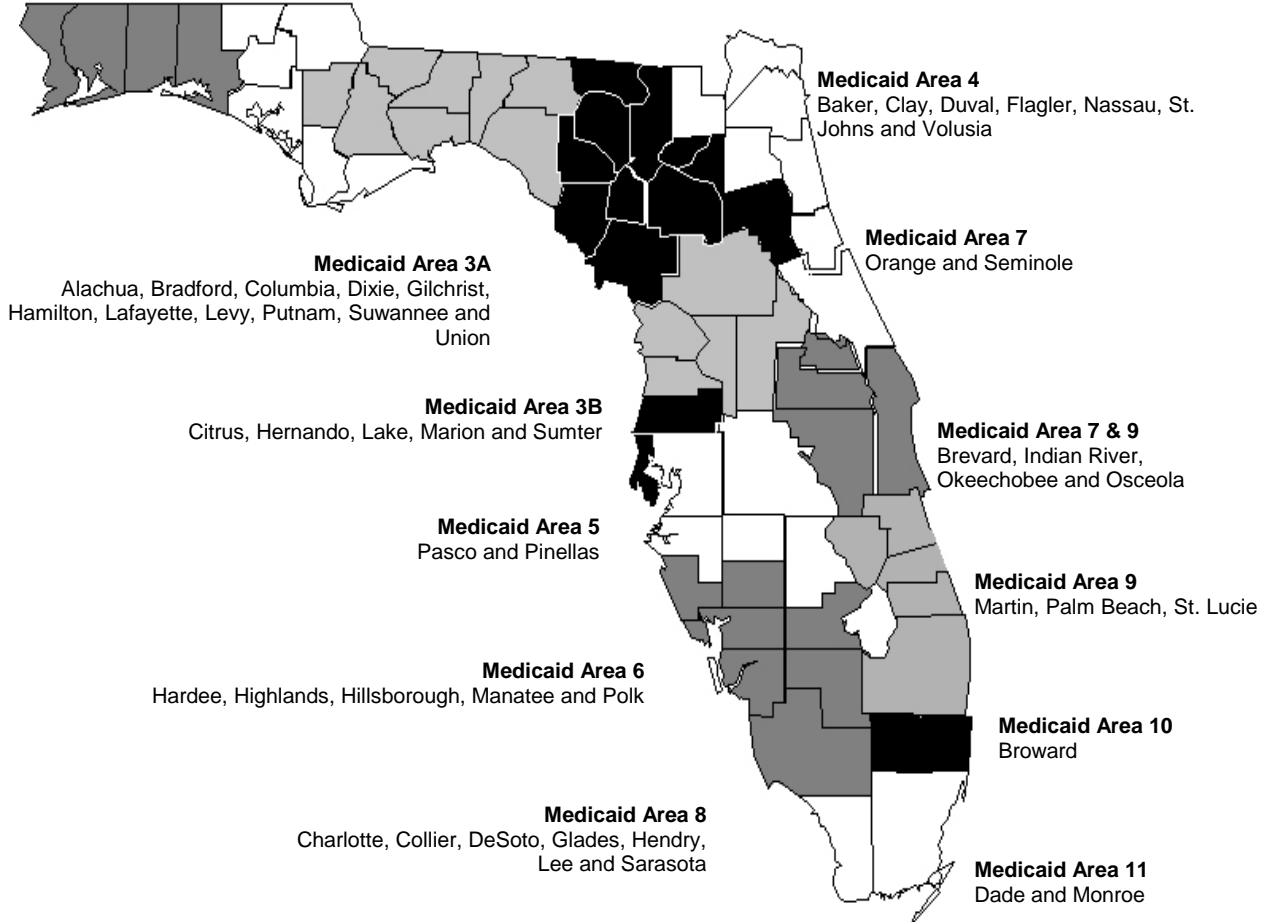 Medicaid Area 4
Baker, Clay, Duval, Flagler, Nassau, St.
Johns and Volusia
Medicaid Area 7
Orange and Seminole
Medicaid Area 3A
Alachua, Bradford, Columbia, Dixie, Gilchrist,
Hamilton, Lafayette, Levy, Putnam, Suwannee and
Union
Medicaid Area 3B
Citrus, Hernando, Lake, Marion and Sumter
Medicaid Area 7 & 9
Brevard, Indian River,
Okeechobee and Osceola
Medicaid Area 5
Pasco and Pinellas
Medicaid Area 9
Martin, Palm Beach, St. Lucie
Medicaid Area 6
Hardee, Highlands, Hillsborough, Manatee and Polk
Medicaid Area 10
Broward
Medicaid Area 8
Charlotte, Collier, DeSoto, Glades, Hendry,
Lee and Sarasota
Medicaid Area 11
Dade and Monroe